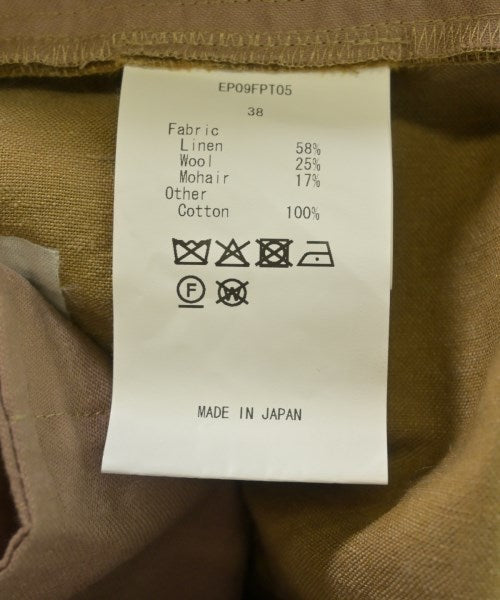 EP09FPT05
38
Fabric
Linen 58%
Wool 25%
Mohair 17%
Other
Cotton 100%
F
W
MADE IN JAPAN